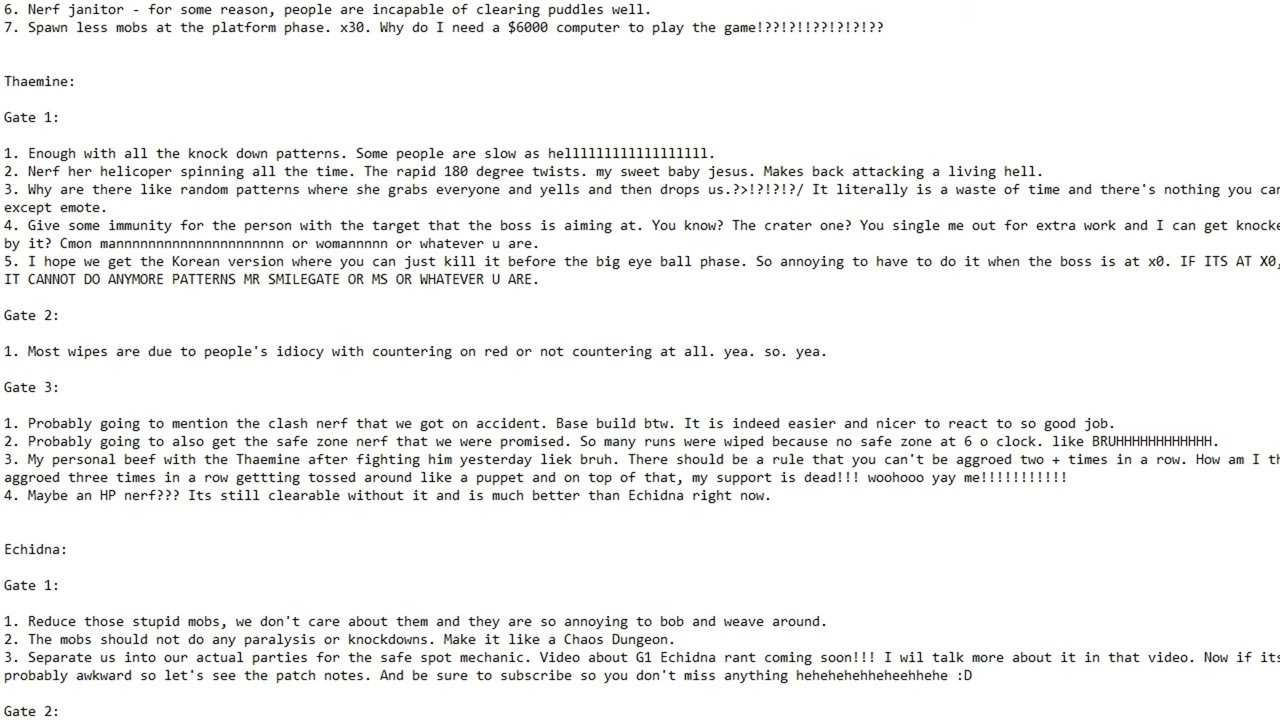 6. Nerf janitor - for some reason, people are incapable of clearing puddles well.
7. Spawn less mobs at the platform phase. x30. Why do I need a $6000 computer to play the game!??!?!!??!?!?!??
Thaemine:
Gate 1:
1. Enough with all the knock down patterns. Some people are slow as hellllllllllllllllll.
2. Nerf her helicoper spinning all the time. The rapid 180 degree twists. my sweet baby jesus. Makes back attacking a living hell.
3. Why are there like random patterns where she grabs everyone and yells and then drops us.?>!?!?!?/ It literally is a waste of time and there's nothing you can
except emote.
4. Give some immunity for the person with the target that the boss is aiming at. You know? The crater one? You single me out for extra work and I can get knocke
by it? Cmon mannnnnnnnnnnnnnnnnnnnn or womannnnn or whatever u are.
5. I hope we get the Korean version where you can just kill it before the big eye ball phase. So annoying to have to do it when the boss is at x0. IF ITS AT X0,
IT CANNOT DO ANYMORE PATTERNS MR SMILEGATE OR MS OR WHATEVER U ARE.
Gate 2:
1. Most wipes are due to people's idiocy with countering on red or not countering at all. yea. so. yea.
Gate 3:
1. Probably going to mention the clash nerf that we got on accident. Base build btw. It is indeed easier and nicer to react to so good job.
2. Probably going to also get the safe zone nerf that we were promised. So many runs were wiped because no safe zone at 6 o clock. like BRUHHHHHHHHHHHH.
3. My personal beef with the Thaemine after fighting him yesterday liek bruh. There should be a rule that you can't be aggroed two + times in a row. How am I th
aggroed three times in a row gettting tossed around like a puppet and on top of that, my support is dead!!! woohooo yay me!!!!!!!!!!!
4. Maybe an HP nerf??? Its still clearable without it and is much better than Echidna right now.
Echidna:
Gate 1:
1. Reduce those stupid mobs, we don't care about them and they are so annoying to bob and weave around.
2. The mobs should not do any paralysis or knockdowns. Make it like a Chaos Dungeon.
3. Separate us into our actual parties for the safe spot mechanic. Video about G1 Echidna rant coming soon!!! I wil talk more about it in that video. Now if its
probably awkward so let's see the patch notes. And be sure to subscribe so you don't miss anything hehehehehheheehhehe :D
Gate 2: